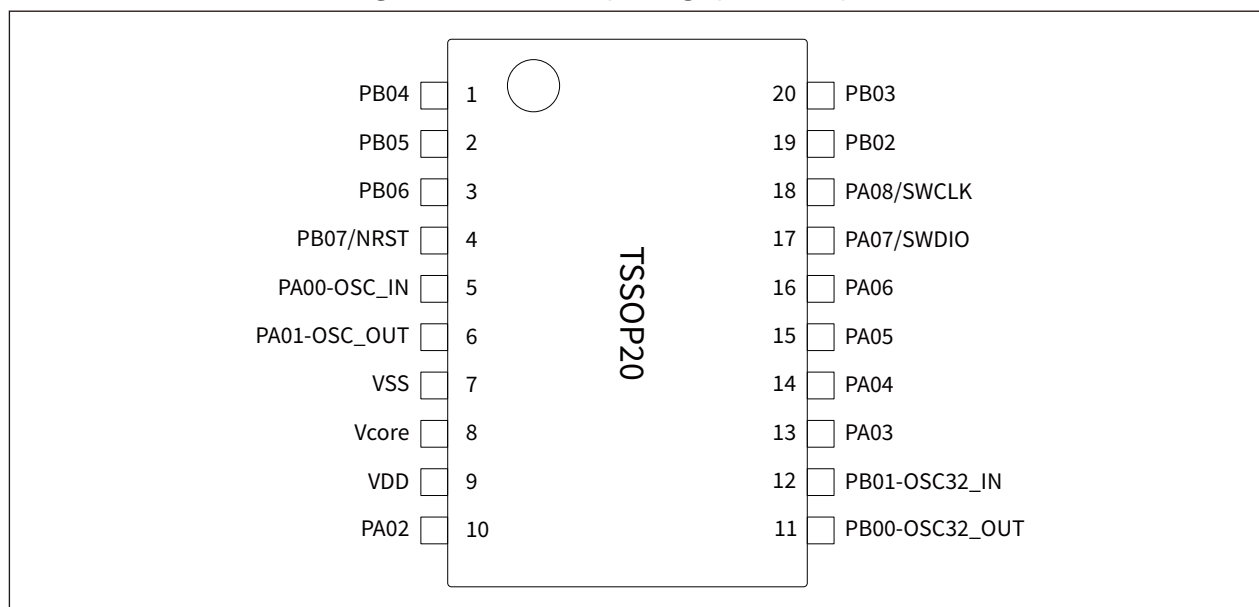 PB04 1 20 PB03
PB05 2 19 PB02
PB06 3 18 PA08/SWCLK
PB07/NRST 4 17 PA07/SWDIO
PA00-OSC_IN 5 16 PA06
PA01-OSC_OUT 6 15 PA05
VSS 7 14 PA04
Vcore 8 13 PA03
VDD 9 12 PB01-OSC32_IN
PA02 10 11 PB00-OSC32_OUT
TSSOP20